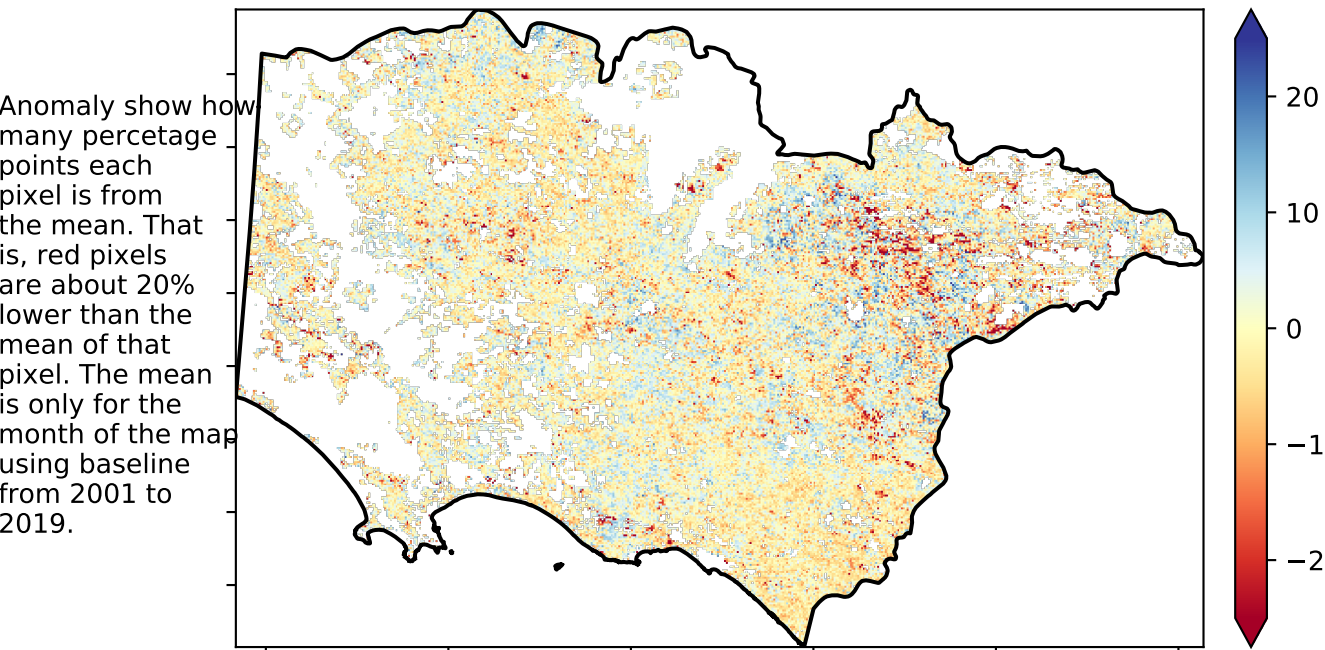 Anomaly show how
many percetage
points each
pixel is from
the mean. That
is, red pixels
are about 20%
lower than the
mean of that
pixel. The mean
is only for the
month of the map
using baseline
from 2001 to
2019.
20
10
0
−1
−2